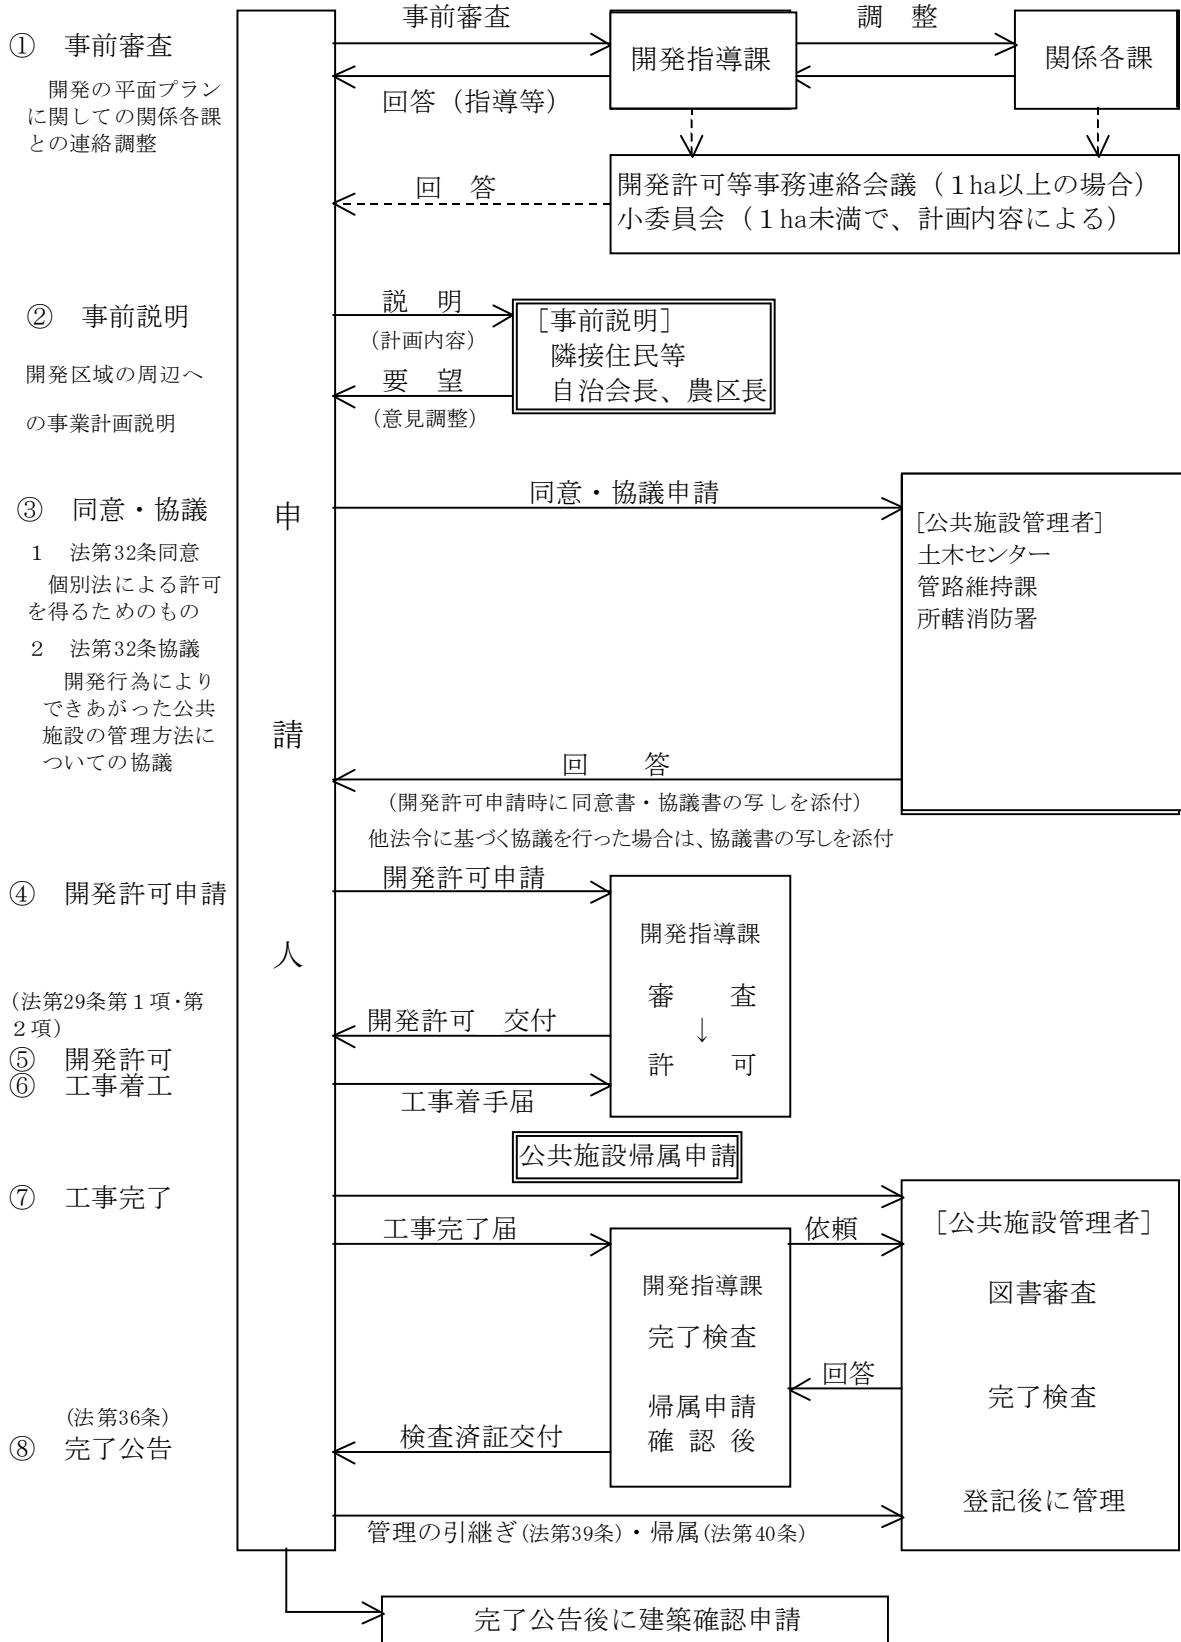 ① 事前審査
開発の平面プラン
に関しての関係各課
との連絡調整
事前審査
開発指導課
調 整
関係各課
回答（指導等）
回 答
開発許可等事務連絡会議（１ha以上の場合）
小委員会（１ha未満で、計画内容による）
② 事前説明
開発区域の周辺へ
の事業計画説明
説 明
(計画内容)
要 望
(意見調整)
［事前説明］
隣接住民等
自治会長、農区長
③ 同意・協議
１ 法第32条同意
個別法による許可
を得るためのもの
２ 法第32条協議
開発行為により
できあがった公共
施設の管理方法に
ついての協議
申
請
人
同意・協議申請
[公共施設管理者]
土木センター
管路維持課
所轄消防署
回 答
(開発許可申請時に同意書・協議書の写しを添付)
他法令に基づく協議を行った場合は、協議書の写しを添付
④ 開発許可申請
(法第29条第１項･第
２項)
⑤ 開発許可
⑥ 工事着工
開発許可申請
開発指導課
審 査
↓
許 可
開発許可 交付
工事着手届
公共施設帰属申請
⑦ 工事完了
工事完了届
依頼
開発指導課
完了検査
帰属申請
確 認 後
回答
［公共施設管理者］
図書審査
完了検査
登記後に管理
(法第36条)
⑧ 完了公告
検査済証交付
管理の引継ぎ(法第39条)・帰属(法第40条)
完了公告後に建築確認申請